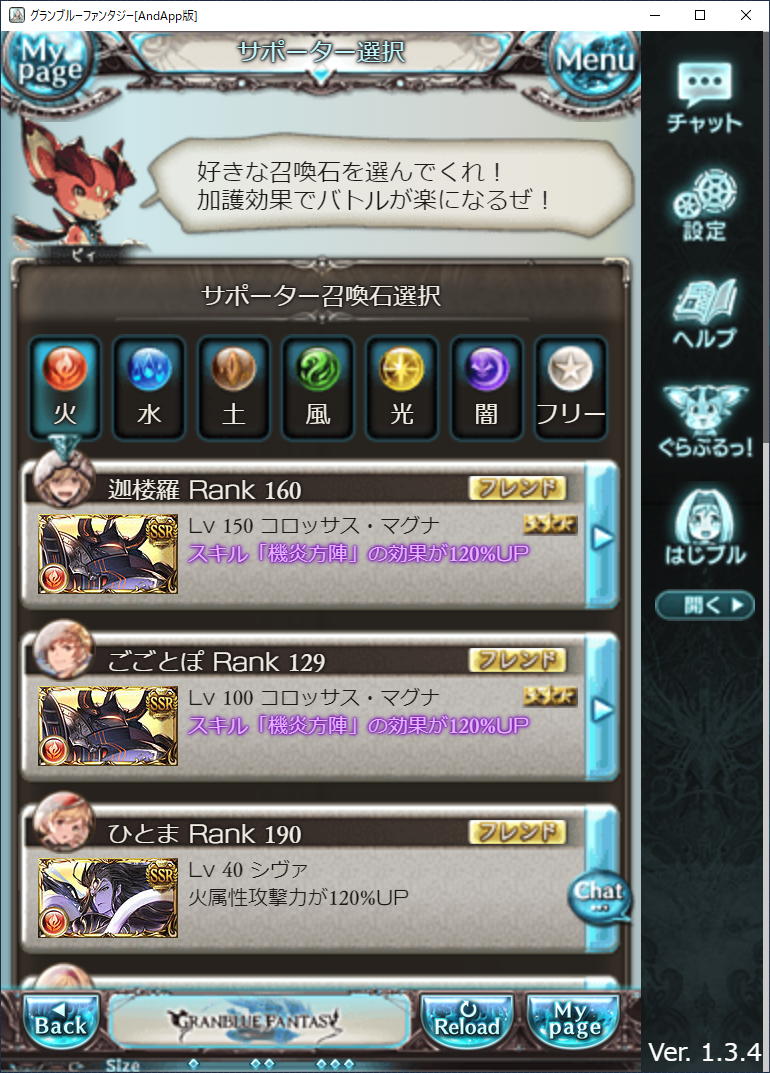 グランブルーファンタジー[AndApp版]
My page
サポーター選択
Menu
チャット
好きな召喚石を選んでくれ！
加護効果でバトルが楽になるぜ！
ビィ
設定
サポーター召喚石選択
ヘルプ
火 水 土 風 光 闇 フリー
ぐらぶるっ!
迦楼羅 Rank 160
フレンド
SSR
Lv 150 コロッサス・マグナ
スキル「機炎方陣」の効果が120%UP
はじブル
開く
ごごとぽ Rank 129
フレンド
SSR
Lv 100 コロッサス・マグナ
スキル「機炎方陣」の効果が120%UP
ひとま Rank 190
フレンド
SSR
Lv 40 シヴァ
火属性攻撃力が120%UP
Chat
Back
GRANBLUE FANTASY
Reload
My page
Ver. 1.3.4
Size